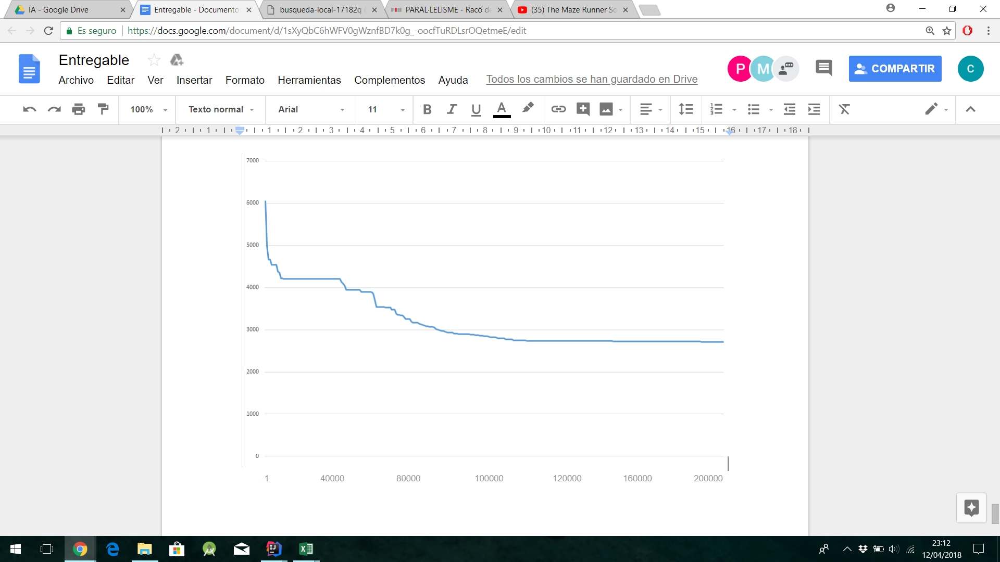 IA - Google Drive
Entregable - Documento
busqueda-local-17182q
PARAL·LELISME - Racó de
(35) The Maze Runner So
Es seguro
https://docs.google.com/document/d/1sXyQbC6hWFV0gWznfBD7k0g_-oocfTuRDLsrOQetmeE/edit
Entregable
P M COMPARTIR C
Archivo Editar Ver Insertar Formato Herramientas Complementos Ayuda Todos los cambios se han guardado en Drive
100% Texto normal Arial 11 B I U A
2 1 1 2 3 4 5 6 7 8 9 10 11 12 13 14 15 16 17 18
7000
6000
5000
4000
3000
2000
1000
0
1 40000 80000 100000 120000 160000 200000
23:12
12/04/2018